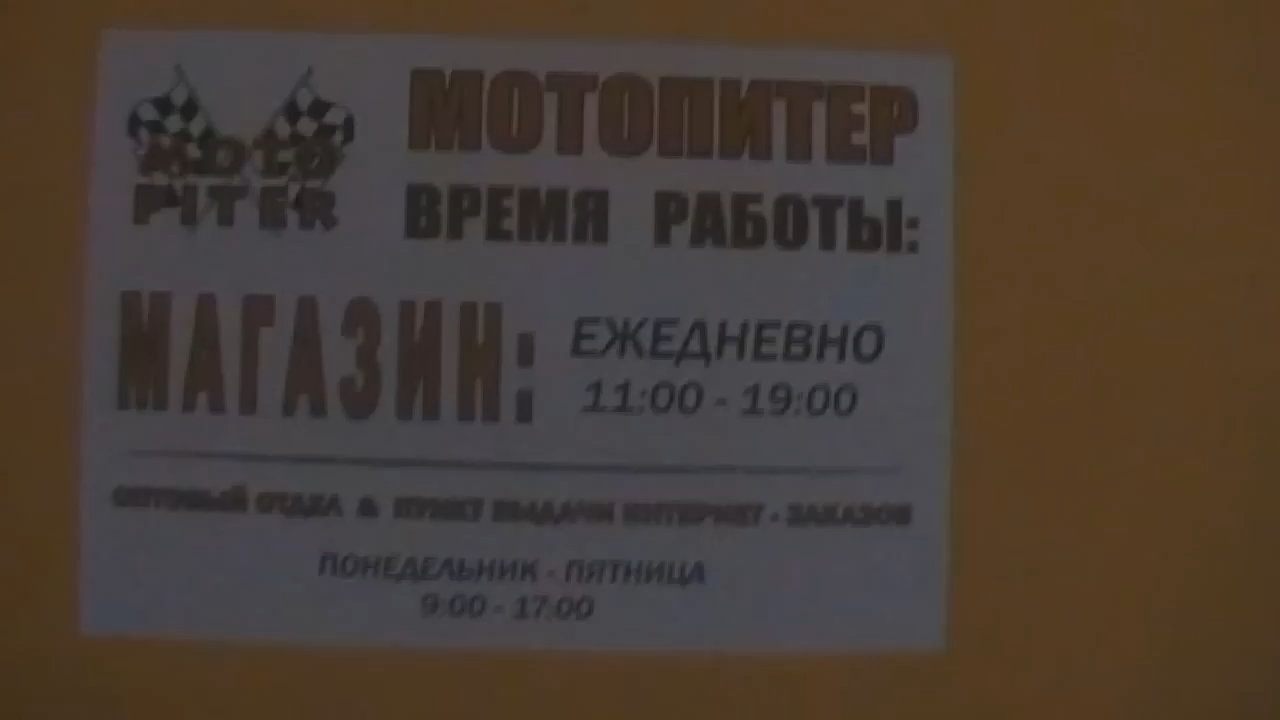 MOTO
PITER
МОТОПИТЕР
ВРЕМЯ РАБОТЫ:
МАГАЗИН:
ЕЖЕДНЕВНО
11:00 - 19:00
ОПТОВЫЙ ОТДЕЛ & ПУНКТ ВЫДАЧИ ИНТЕРНЕТ - ЗАКАЗОВ
ПОНЕДЕЛЬНИК - ПЯТНИЦА
9:00 - 17:00